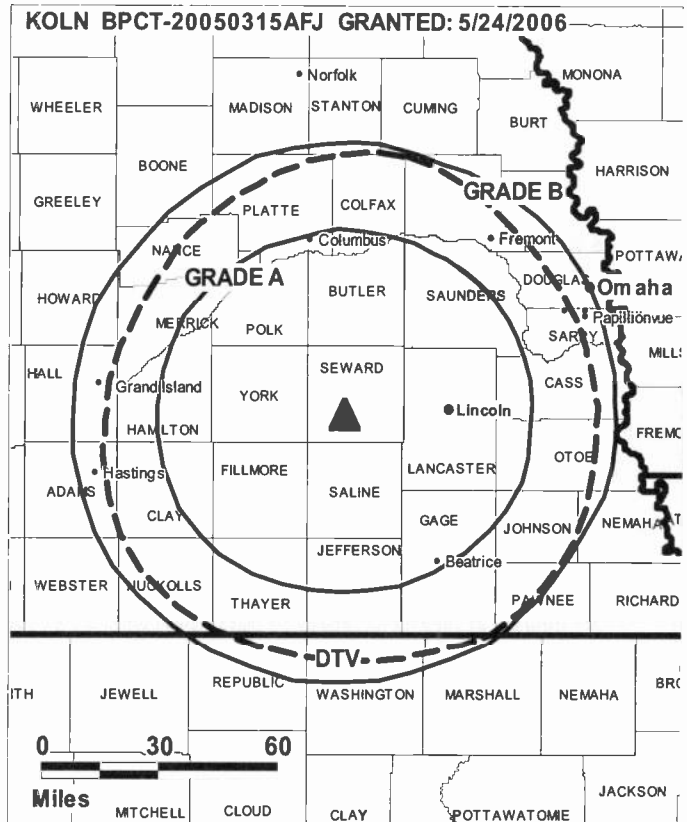 KOLN BPCT-20050315AFJ GRANTED: 5/24/2006
Norfolk
MONONA
WHEELER
MADISON
STANTON
CUMING
BURT
BOONE
HARRISON
GREELEY
PLATTE
COLFAX
GRADE B
NANCE
Columbus
Fremont
POTTAWA
GRADE A
DOUGLAS
Omaha
HOWARD
BUTLER
SAUNDERS
MERRICK
POLK
Papillionvue
SARPY
MILLS
HALL
SEWARD
Grand Island
YORK
CASS
Lincoln
HAMILTON
FREMO
OTOE
Hastings
FILLMORE
LANCASTER
ADAMS
SALINE
CLAY
GAGE
JOHNSON
NEMAHA
AT
JEFFERSON
Beatrice
WEBSTER
NUCKOLLS
THAYER
PAWNEE
RICHARD
DTV
ITH
JEWELL
REPUBLIC
WASHINGTON
MARSHALL
NEMAHA
BRO
0 30 60
Miles
JACKSON
MITCHELL
CLOUD
CLAY
POTTAWATOMIE